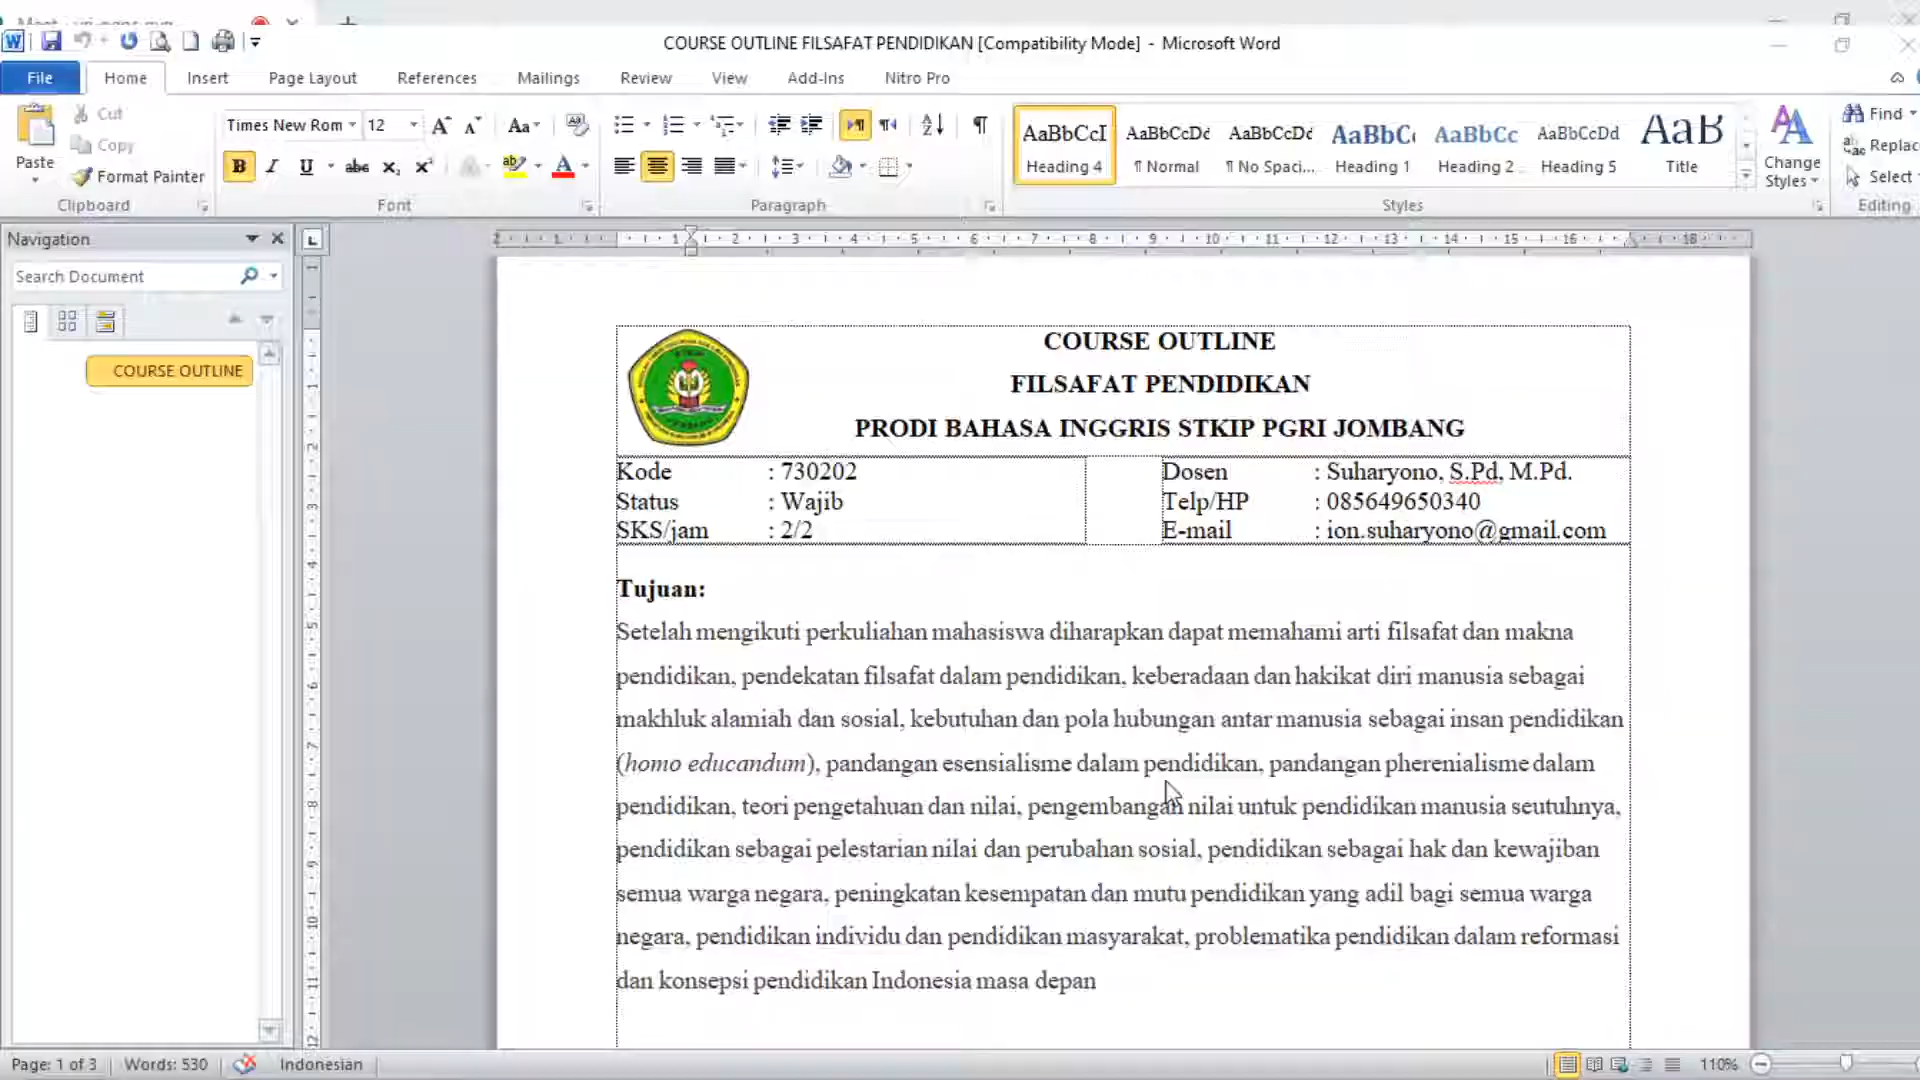 COURSE OUTLINE FILSAFAT PENDIDIKAN [Compatibility Mode] - Microsoft Word
File Home Insert Page Layout References Mailings Review View Add-Ins Nitro Pro
Paste
Cut
Copy
Format Painter
Clipboard
Times New Rom 12
Font
Paragraph
AaBbCcI AaBbCcDd AaBbCcDd AaBbC AaBbCc AaBbCcDd AaB
Heading 4 ¶ Normal ¶ No Spaci... Heading 1 Heading 2 Heading 5 Title
Change Styles
Styles
Find
Replac
Select
Editing
Navigation
Search Document
COURSE OUTLINE
COURSE OUTLINE
FILSAFAT PENDIDIKAN
PRODI BAHASA INGGRIS STKIP PGRI JOMBANG
Kode : 730202 Dosen : Suharyono, S.Pd, M.Pd.
Status : Wajib Telp/HP : 085649650340
SKS/jam : 2/2 E-mail : ion.suharyono@gmail.com
Tujuan:
Setelah mengikuti perkuliahan mahasiswa diharapkan dapat memahami arti filsafat dan makna
pendidikan, pendekatan filsafat dalam pendidikan, keberadaan dan hakikat diri manusia sebagai
makhluk alamiah dan sosial, kebutuhan dan pola hubungan antar manusia sebagai insan pendidikan
(homo educandum), pandangan esensialisme dalam pendidikan, pandangan pherenialisme dalam
pendidikan, teori pengetahuan dan nilai, pengembangan nilai untuk pendidikan manusia seutuhnya,
pendidikan sebagai pelestarian nilai dan perubahan sosial, pendidikan sebagai hak dan kewajiban
semua warga negara, peningkatan kesempatan dan mutu pendidikan yang adil bagi semua warga
negara, pendidikan individu dan pendidikan masyarakat, problematika pendidikan dalam reformasi
dan konsepsi pendidikan Indonesia masa depan
Page: 1 of 3 Words: 530 Indonesian 110%